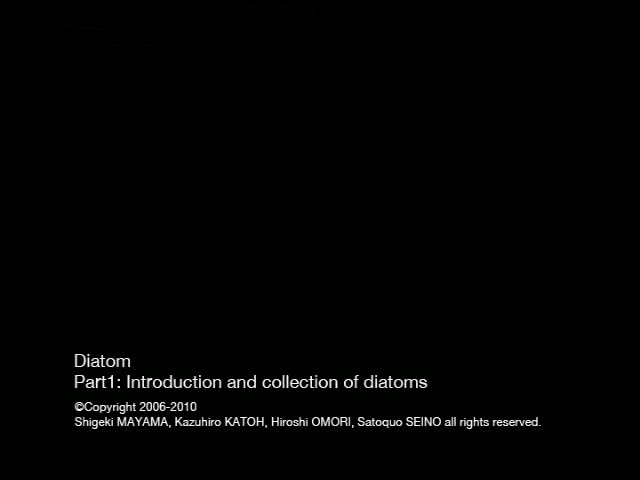 Diatom
Part1: Introduction and collection of diatoms
©Copyright 2006-2010
Shigeki MAYAMA, Kazuhiro KATOH, Hiroshi OMORI, Satoquo SEINO all rights reserved.